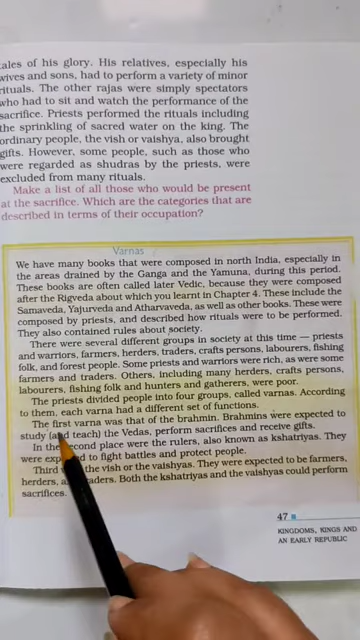 tales of his glory. His relatives, especially his
wives and sons, had to perform a variety of minor
rituals. The other rajas were simply spectators
who had to sit and watch the performance of the
sacrifice. Priests performed the rituals including
the sprinkling of sacred water on the king. The
ordinary people, the vish or vaishya, also brought
gifts. However, some people, such as those who
were regarded as shudras by the priests, were
excluded from many rituals.
Make a list of all those who would be present
at the sacrifice. Which are the categories that are
described in terms of their occupation?
Varnas
We have many books that were composed in north India, especially in
the areas drained by the Ganga and the Yamuna, during this period.
These books are often called later Vedic, because they were composed
after the Rigveda about which you learnt in Chapter 4. These include the
Samaveda, Yajurveda and Atharvaveda, as well as other books. These were
composed by priests, and described how rituals were to be performed.
They also contained rules about society.
There were several different groups in society at this time — priests
and warriors, farmers, herders, traders, crafts persons, labourers, fishing
folk, and forest people. Some priests and warriors were rich, as were some
farmers and traders. Others, including many herders, crafts persons,
labourers, fishing folk and hunters and gatherers, were poor.
The priests divided people into four groups, called varnas. According
to them, each varna had a different set of functions.
The first varna was that of the brahmin. Brahmins were expected to
study (and teach) the Vedas, perform sacrifices and receive gifts.
In the second place were the rulers, also known as kshatriyas. They
were expected to fight battles and protect people.
Third the vish or the vaishyas. They were expected to be farmers,
herders, and traders. Both the kshatriyas and the vaishyas could perform
sacrifices.
47
KINGDOMS, KINGS AND
AN EARLY REPUBLIC